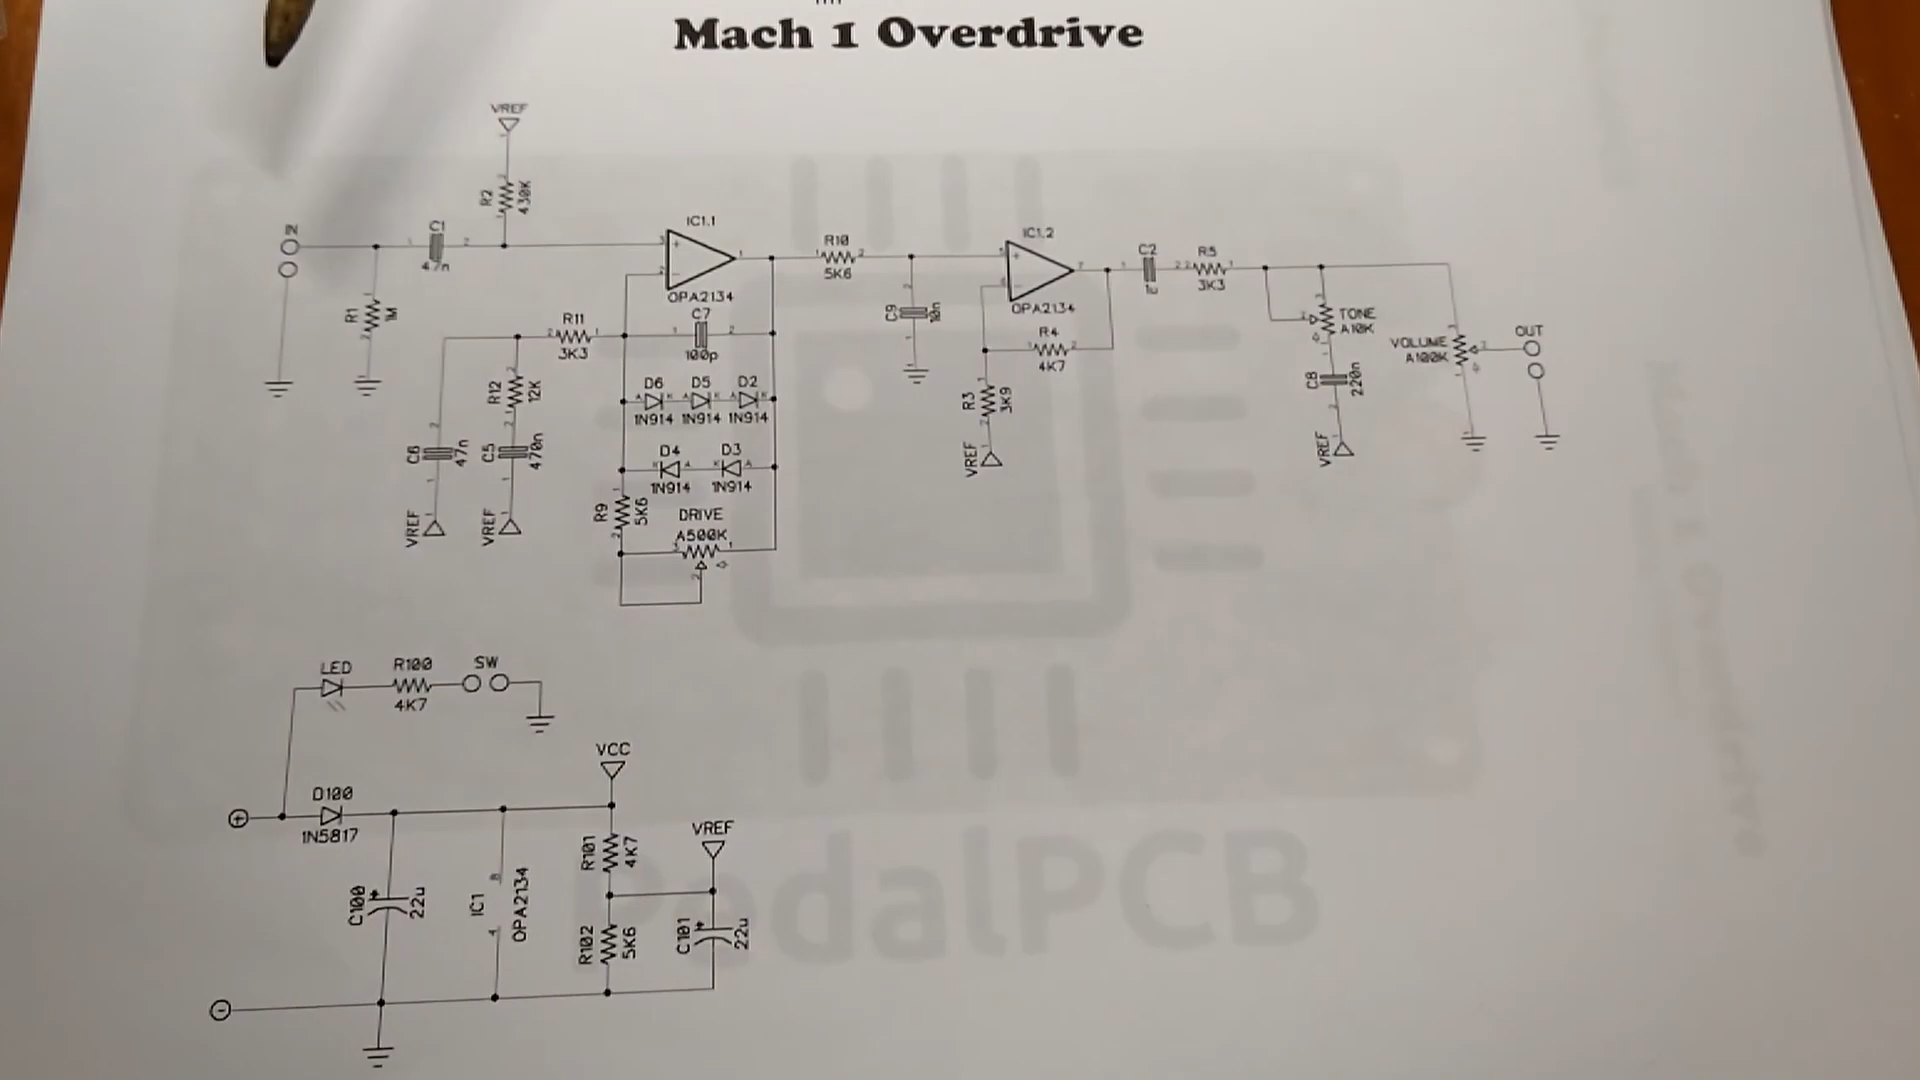 Mach 1 Overdrive
VREF
R2
430K
IN
C1
47n
R1
1M
IC1.1
OPA2134
R10
5K6
C9
10n
IC1.2
OPA2134
R4
4K7
R3
3K9
VREF
C2
1u
R5
3K3
TONE
A10K
C8
220n
VREF
VOLUME
A100K
OUT
R11
3K3
C7
100p
R12
12K
C6
47n
C5
470n
VREF
VREF
D6
D5
D2
1N914
1N914
1N914
D4
D3
1N914
1N914
R9
5K6
DRIVE
A500K
LED
R100
SW
4K7
VCC
D100
1N5817
C100
22u
IC1
OPA2134
R101
4K7
VREF
R102
5K6
C101
22u
PedalPCB